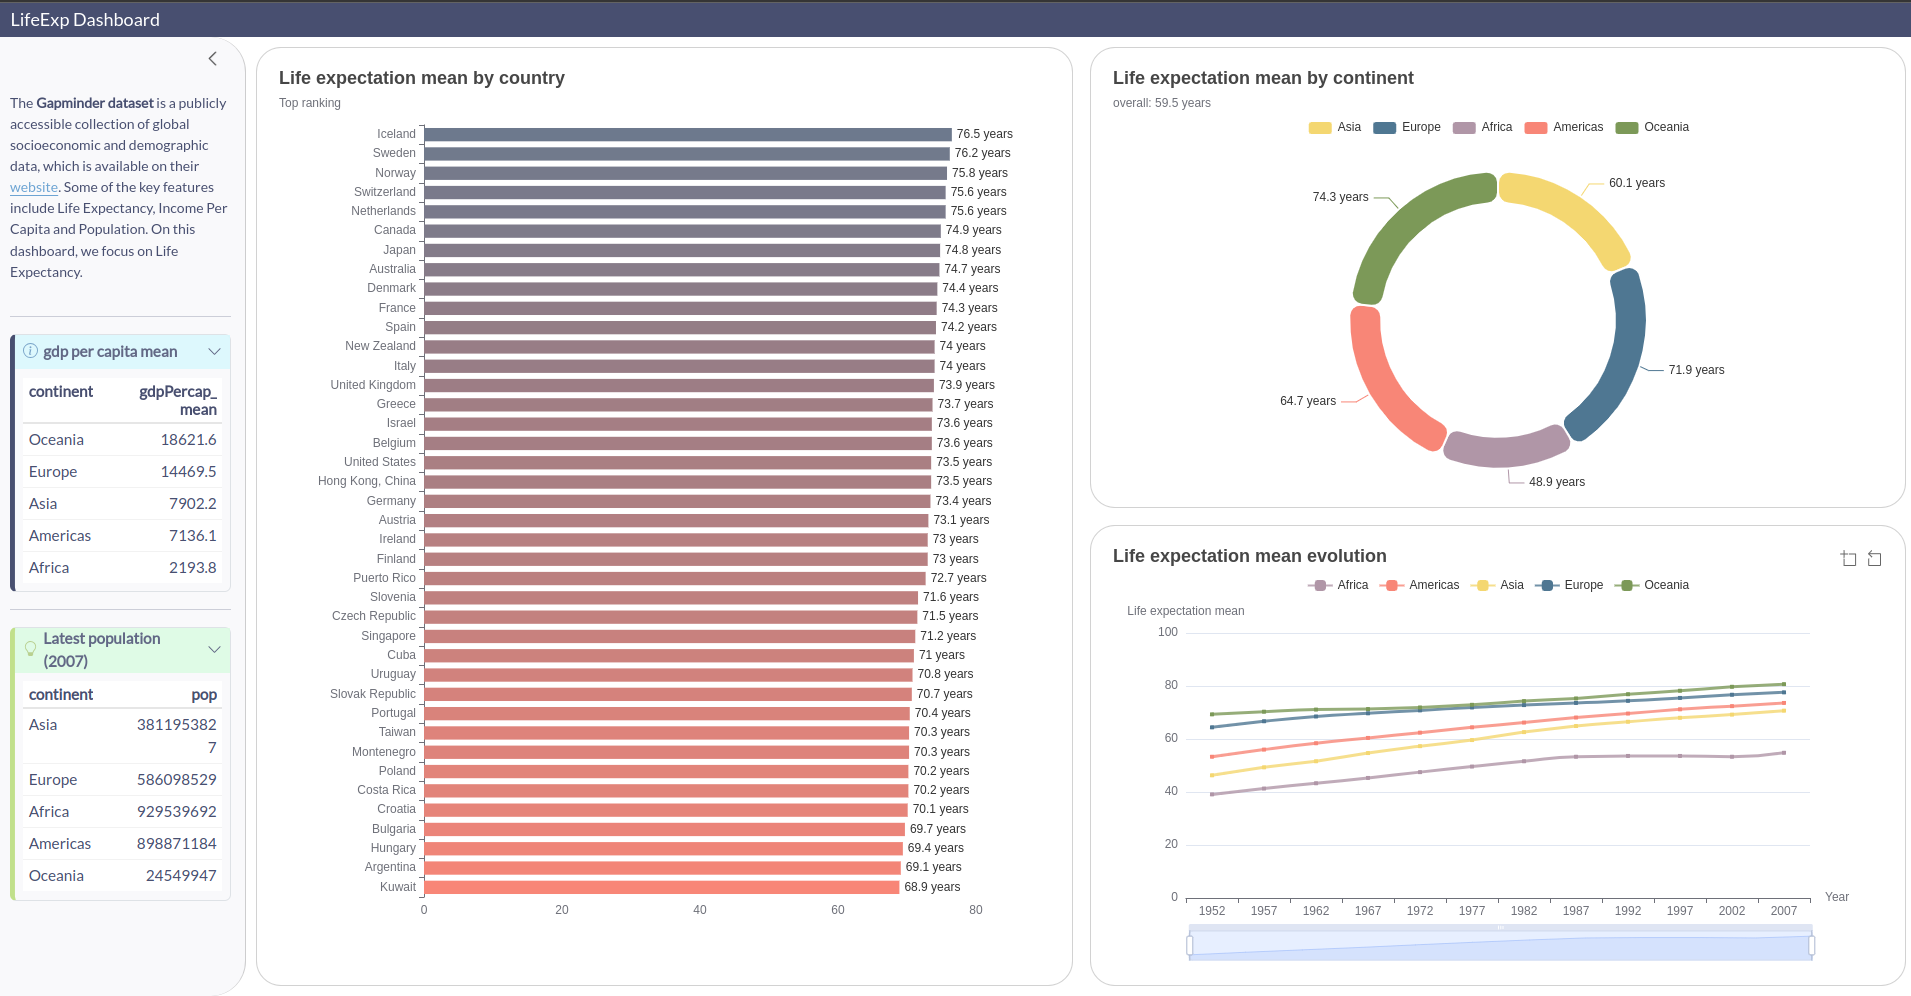 LifeExp Dashboard
The Gapminder dataset is a publicly
accessible collection of global
socioeconomic and demographic
data, which is available on their
website. Some of the key features
include Life Expectancy, Income Per
Capita and Population. On this
dashboard, we focus on Life
Expectancy.
gdp per capita mean
continent gdpPercap_
mean
Oceania 18621.6
Europe 14469.5
Asia 7902.2
Americas 7136.1
Africa 2193.8
Latest population
(2007)
continent pop
Asia 381195382
7
Europe 586098529
Africa 929539692
Americas 898871184
Oceania 24549947
Life expectation mean by country
Top ranking
Iceland 76.5 years
Sweden 76.2 years
Norway 75.8 years
Switzerland 75.6 years
Netherlands 75.6 years
Canada 74.9 years
Japan 74.8 years
Australia 74.7 years
Denmark 74.4 years
France 74.3 years
Spain 74.2 years
New Zealand 74 years
Italy 74 years
United Kingdom 73.9 years
Greece 73.7 years
Israel 73.6 years
Belgium 73.6 years
United States 73.5 years
Hong Kong, China 73.5 years
Germany 73.4 years
Austria 73.1 years
Ireland 73 years
Finland 73 years
Puerto Rico 72.7 years
Slovenia 71.6 years
Czech Republic 71.5 years
Singapore 71.2 years
Cuba 71 years
Uruguay 70.8 years
Slovak Republic 70.7 years
Portugal 70.4 years
Taiwan 70.3 years
Montenegro 70.3 years
Poland 70.2 years
Costa Rica 70.2 years
Croatia 70.1 years
Bulgaria 69.7 years
Hungary 69.4 years
Argentina 69.1 years
Kuwait 68.9 years
0 20 40 60 80
Life expectation mean by continent
overall: 59.5 years
Asia Europe Africa Americas Oceania
60.1 years
74.3 years
71.9 years
64.7 years
48.9 years
Life expectation mean evolution
Africa Americas Asia Europe Oceania
Life expectation mean
100
80
60
40
20
0
Year
1952 1957 1962 1967 1972 1977 1982 1987 1992 1997 2002 2007